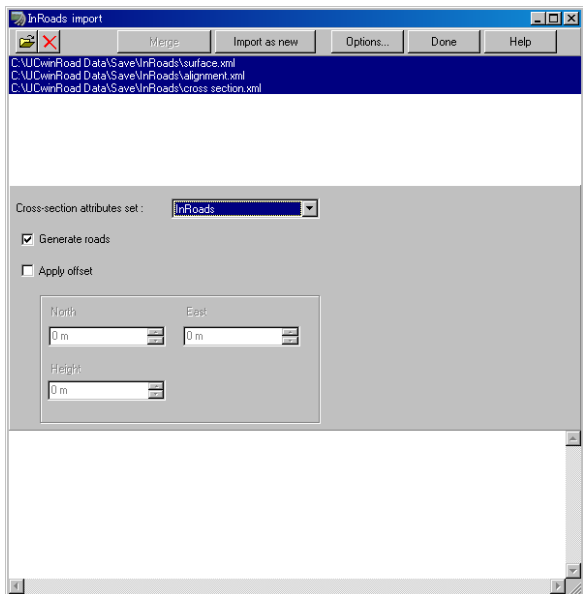 InRoads import
Merge Import as new Options... Done Help
C:\UCwinRoad Data\Save\InRoads\surface.xml
C:\UCwinRoad Data\Save\InRoads\alignment.xml
C:\UCwinRoad Data\Save\InRoads\cross section.xml
Cross-section attributes set : InRoads
Generate roads
Apply offset
North East
0 m 0 m
Height
0 m